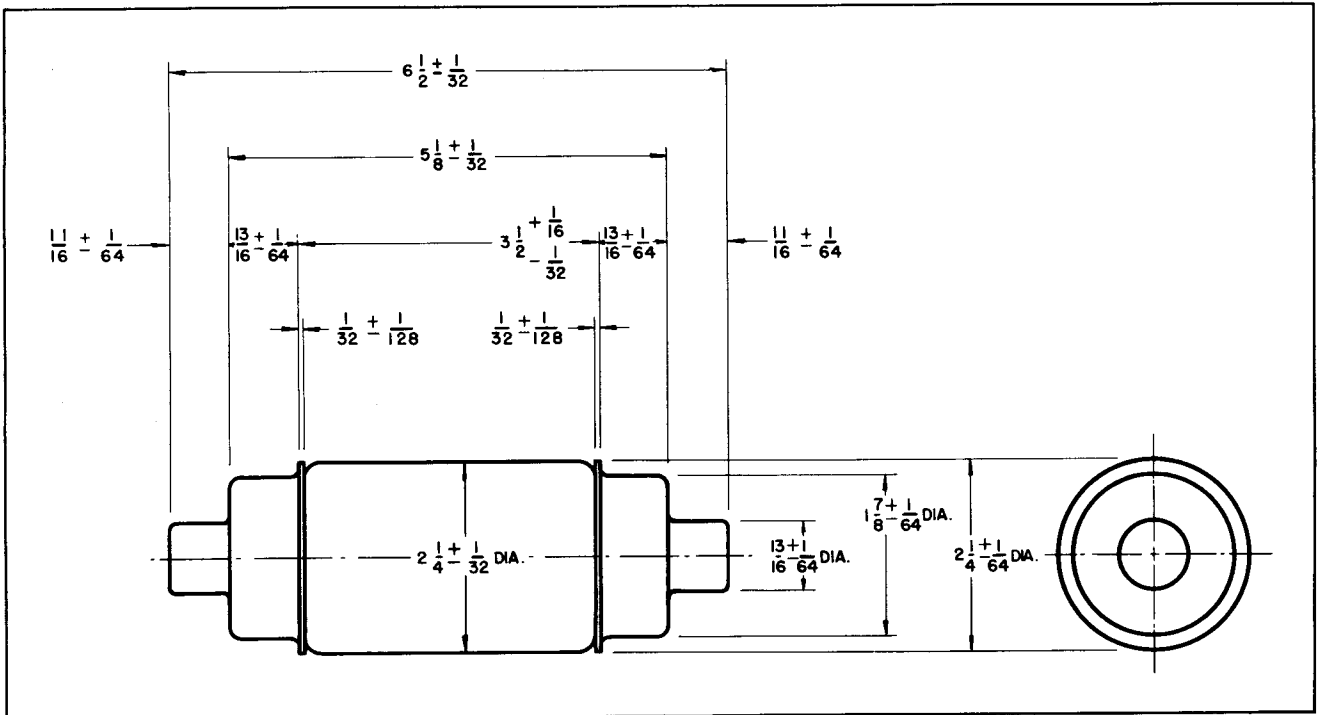 6 1/2 ± 1/32
5 1/8 ± 1/32
11/16 ± 1/64
13/16 ± 1/64
3 1/2 + 1/16 - 1/32
13/16 ± 1/64
11/16 ± 1/64
1/32 ± 1/128
1/32 ± 1/128
2 1/4 ± 1/32 DIA.
13/16 ± 1/64 DIA.
1 7/8 ± 1/64 DIA.
2 1/4 ± 1/64 DIA.